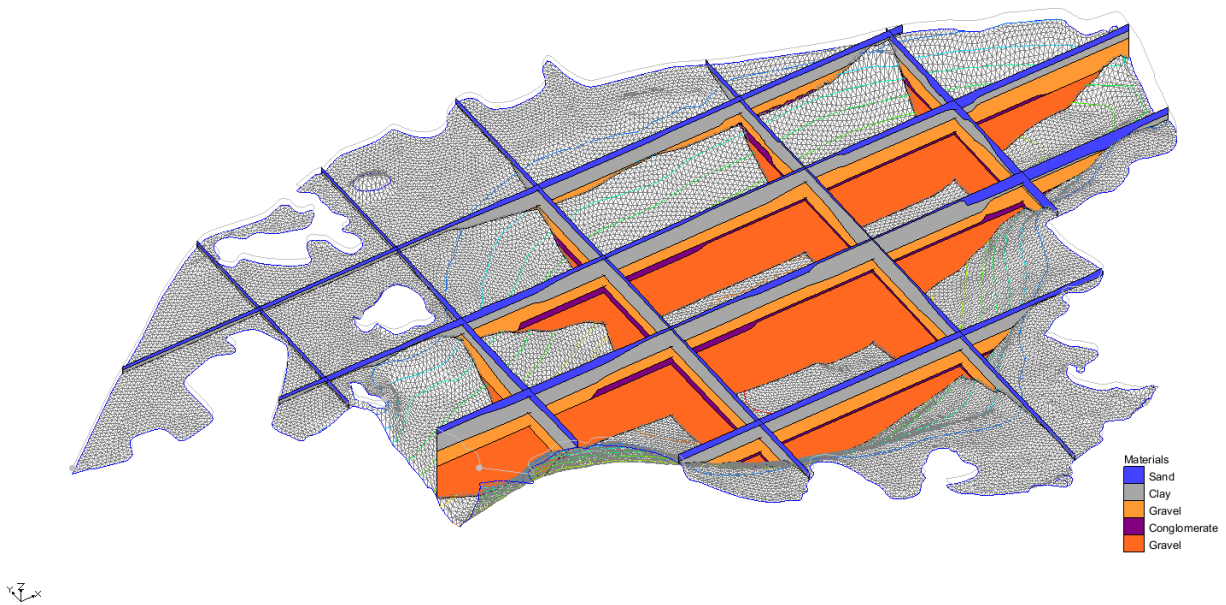 Materials
Sand
Clay
Gravel
Conglomerate
Gravel
Y Z X